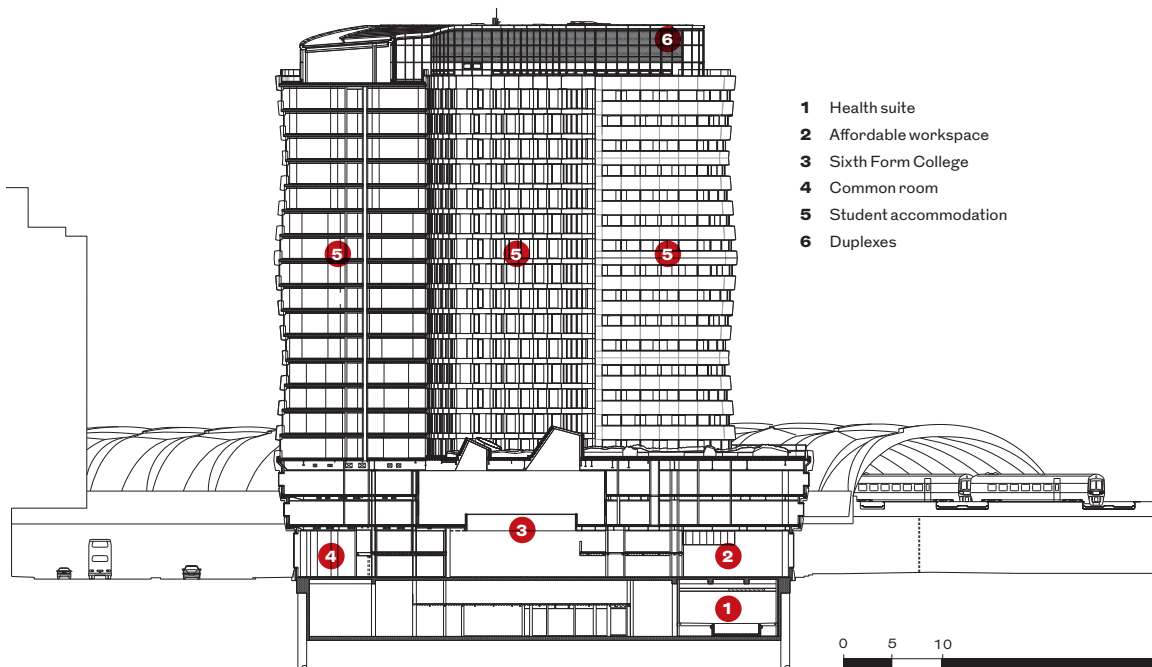 6
1 Health suite
2 Affordable workspace
3 Sixth Form College
4 Common room
5 Student accommodation
6 Duplexes
5 5 5
3
4 2
1
0 5 10